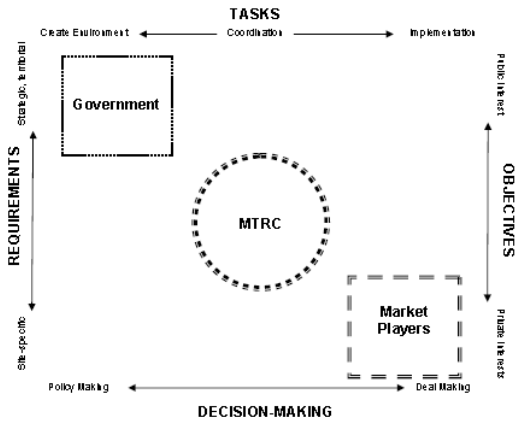 TASKS
Create Environment
Coordination
Implementation
Strategic, territorial
Government
Public Interest
REQUIREMENTS
MTRC
OBJECTIVES
Market
Players
Site-specific
Private Interests
Policy Making
Deal Making
DECISION-MAKING